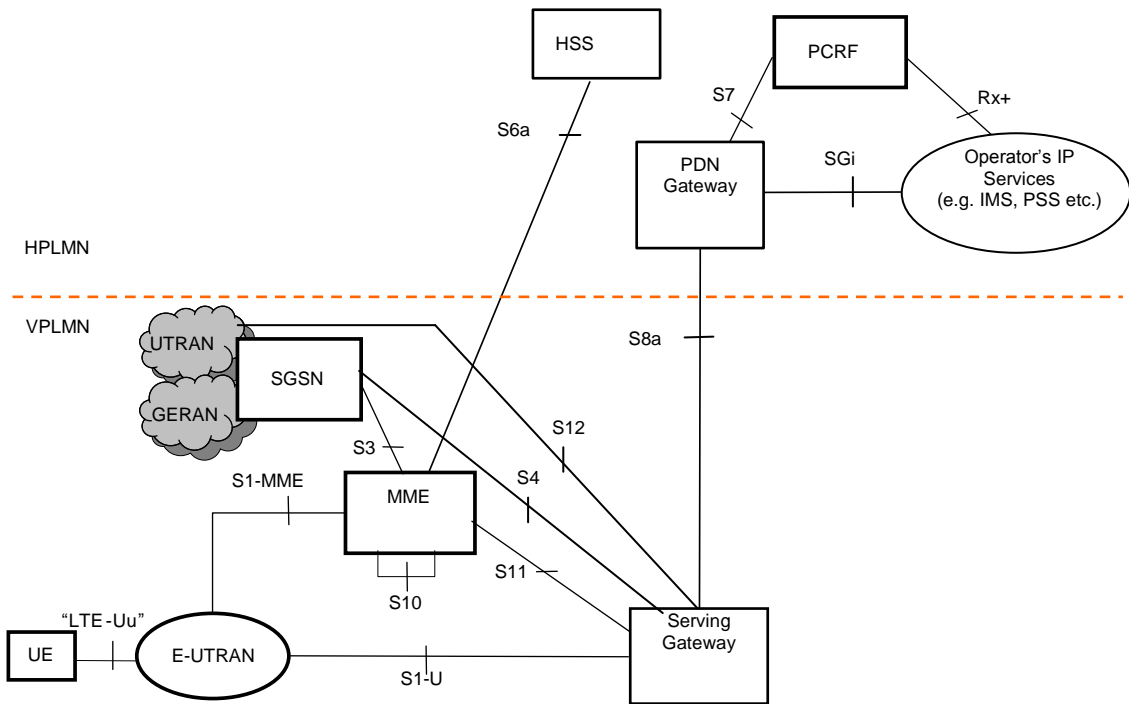 HSS
PCRF
S7
Rx+
S6a
PDN
Gateway
SGi
Operator's IP
Services
(e.g. IMS, PSS etc.)
HPLMN
VPLMN
UTRAN
S8a
SGSN
GERAN
S3
S12
S4
S1-MME
MME
S11
S10
"LTE-Uu"
Serving
Gateway
UE
E-UTRAN
S1-U